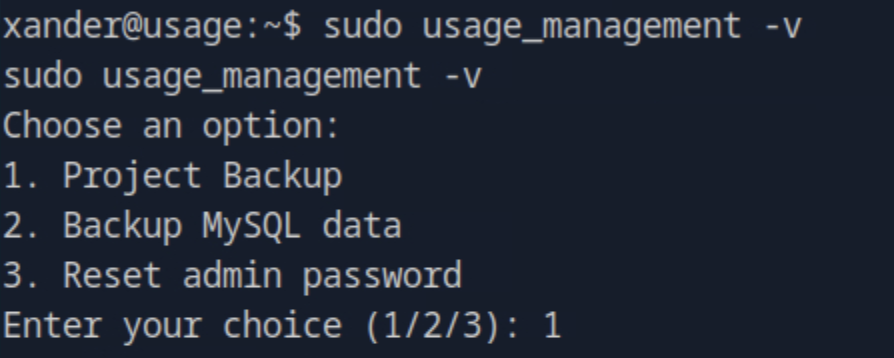 xander@usage:~$ sudo usage_management -v
sudo usage_management -v
Choose an option:
1. Project Backup
2. Backup MySQL data
3. Reset admin password
Enter your choice (1/2/3): 1